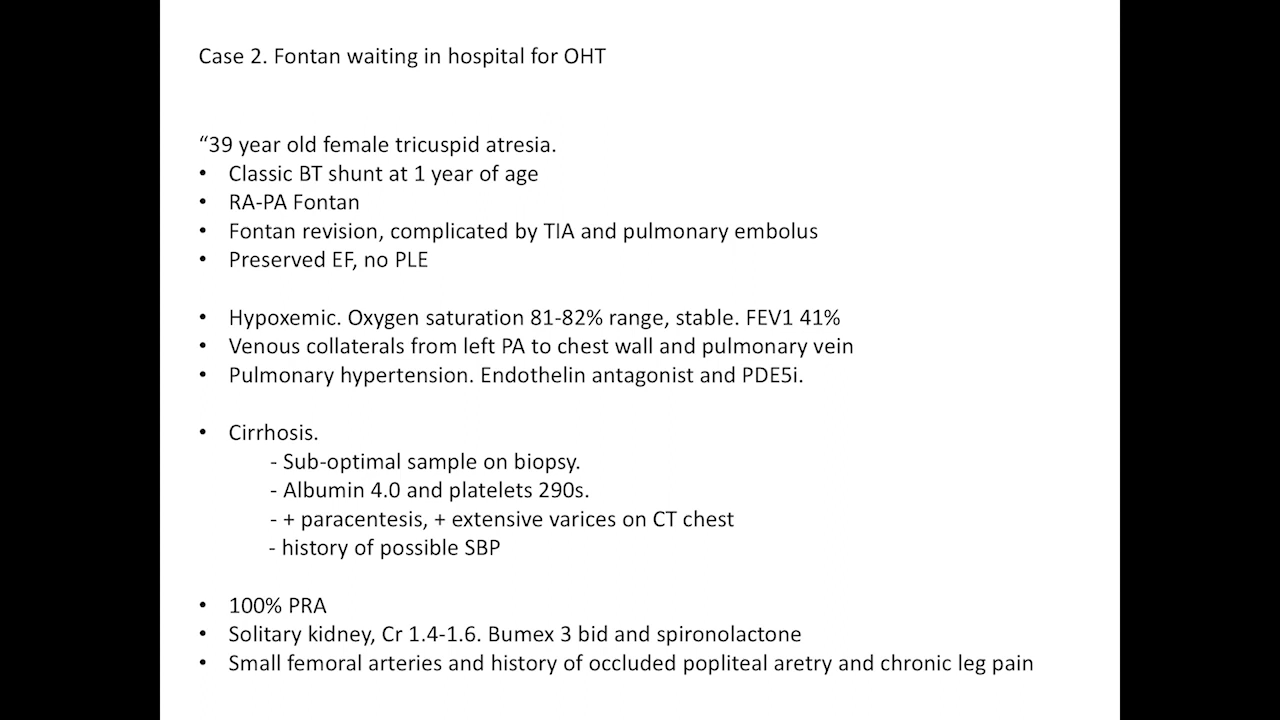 Case 2. Fontan waiting in hospital for OHT
“39 year old female tricuspid atresia.
• Classic BT shunt at 1 year of age
• RA-PA Fontan
• Fontan revision, complicated by TIA and pulmonary embolus
• Preserved EF, no PLE
• Hypoxemic. Oxygen saturation 81-82% range, stable. FEV1 41%
• Venous collaterals from left PA to chest wall and pulmonary vein
• Pulmonary hypertension. Endothelin antagonist and PDE5i.
• Cirrhosis.
- Sub-optimal sample on biopsy.
- Albumin 4.0 and platelets 290s.
- + paracentesis, + extensive varices on CT chest
- history of possible SBP
• 100% PRA
• Solitary kidney, Cr 1.4-1.6. Bumex 3 bid and spironolactone
• Small femoral arteries and history of occluded popliteal aretry and chronic leg pain